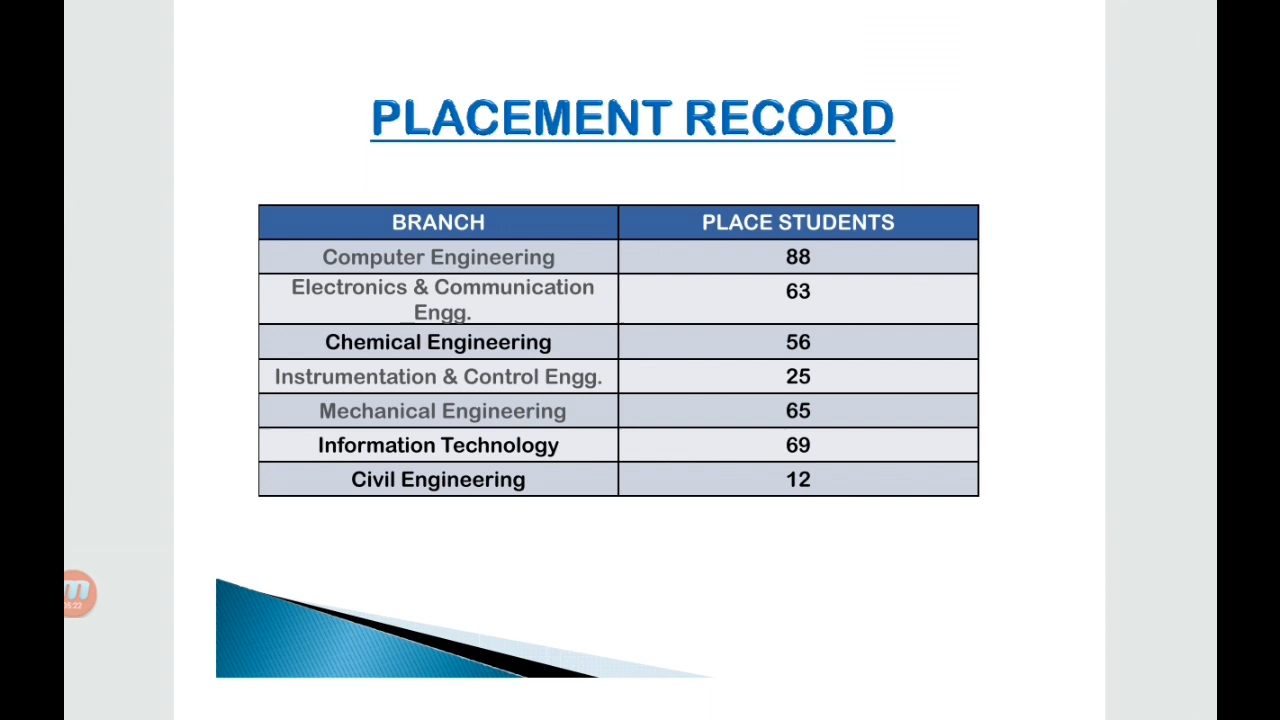 PLACEMENT RECORD
BRANCH PLACE STUDENTS
Computer Engineering 88
Electronics & Communication 63
_Engg.
Chemical Engineering 56
Instrumentation & Control Engg. 25
Mechanical Engineering 65
Information Technology 69
Civil Engineering 12
m